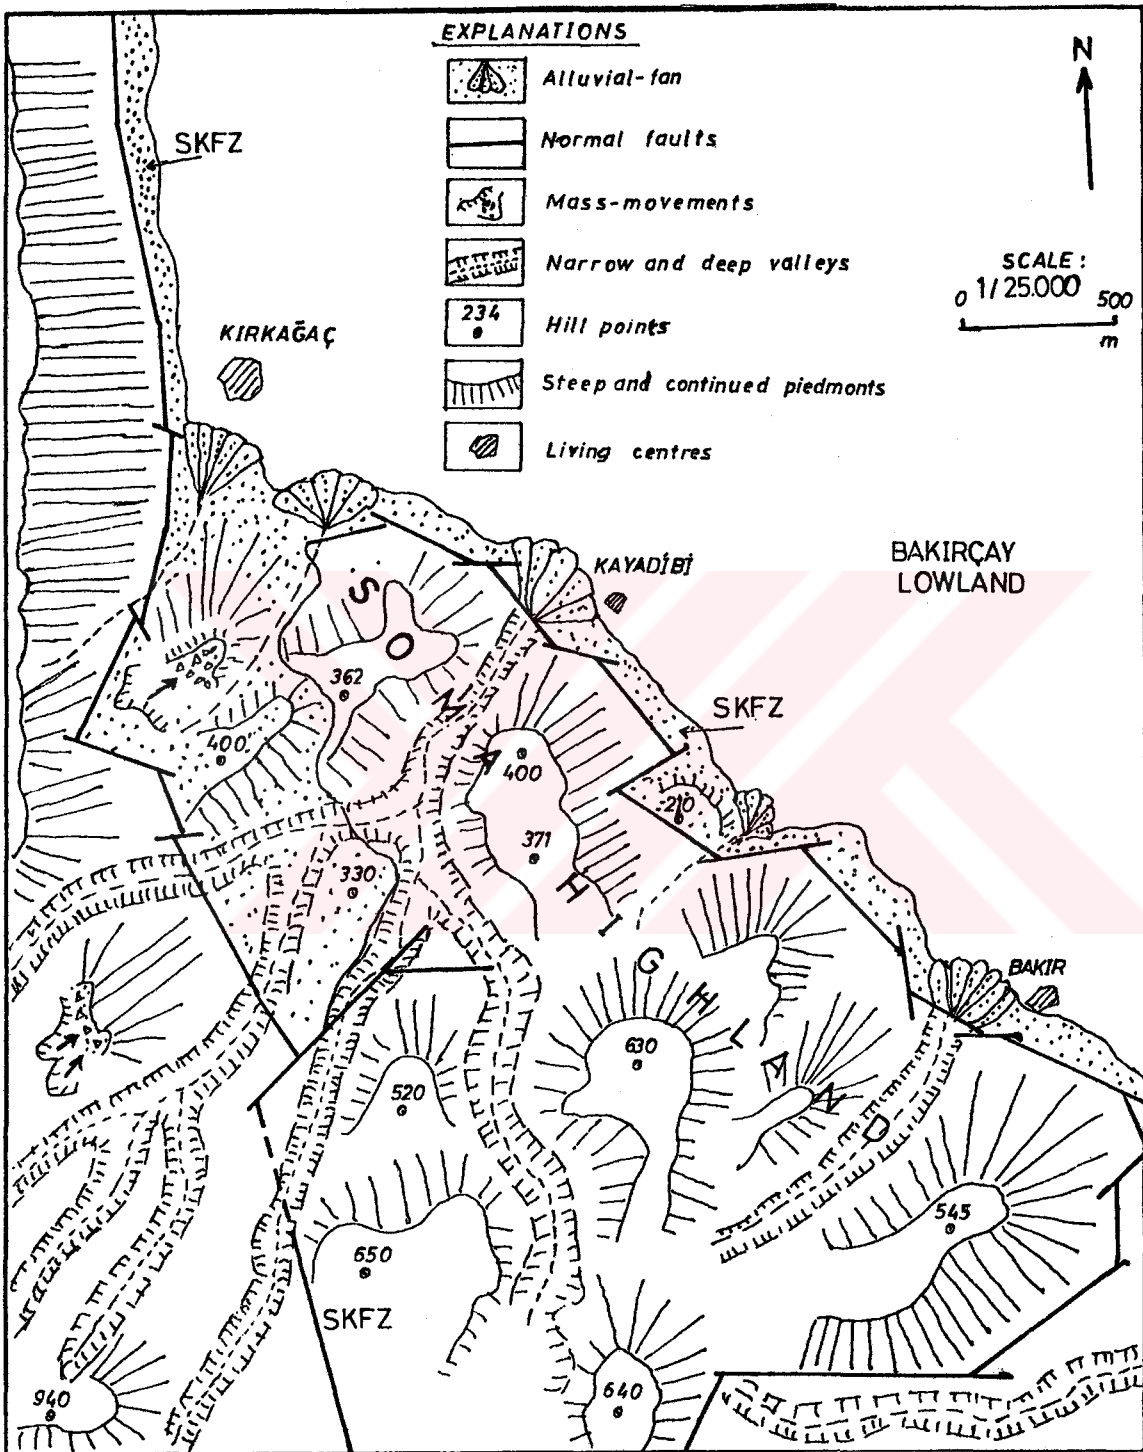 EXPLANATIONS
Alluvial-fan
Normal faults
Mass-movements
Narrow and deep valleys
234
Hill points
Steep and continued piedmonts
Living centres
N
SCALE :
1/25.000
0 500
m
SKFZ
KIRKAĞAÇ
KAYADİBİ
BAKIRÇAY
LOWLAND
SOMA HIGHLAND
362
400
400
SKFZ
210
371
330
BAKIR
630
520
545
650
SKFZ
640
940